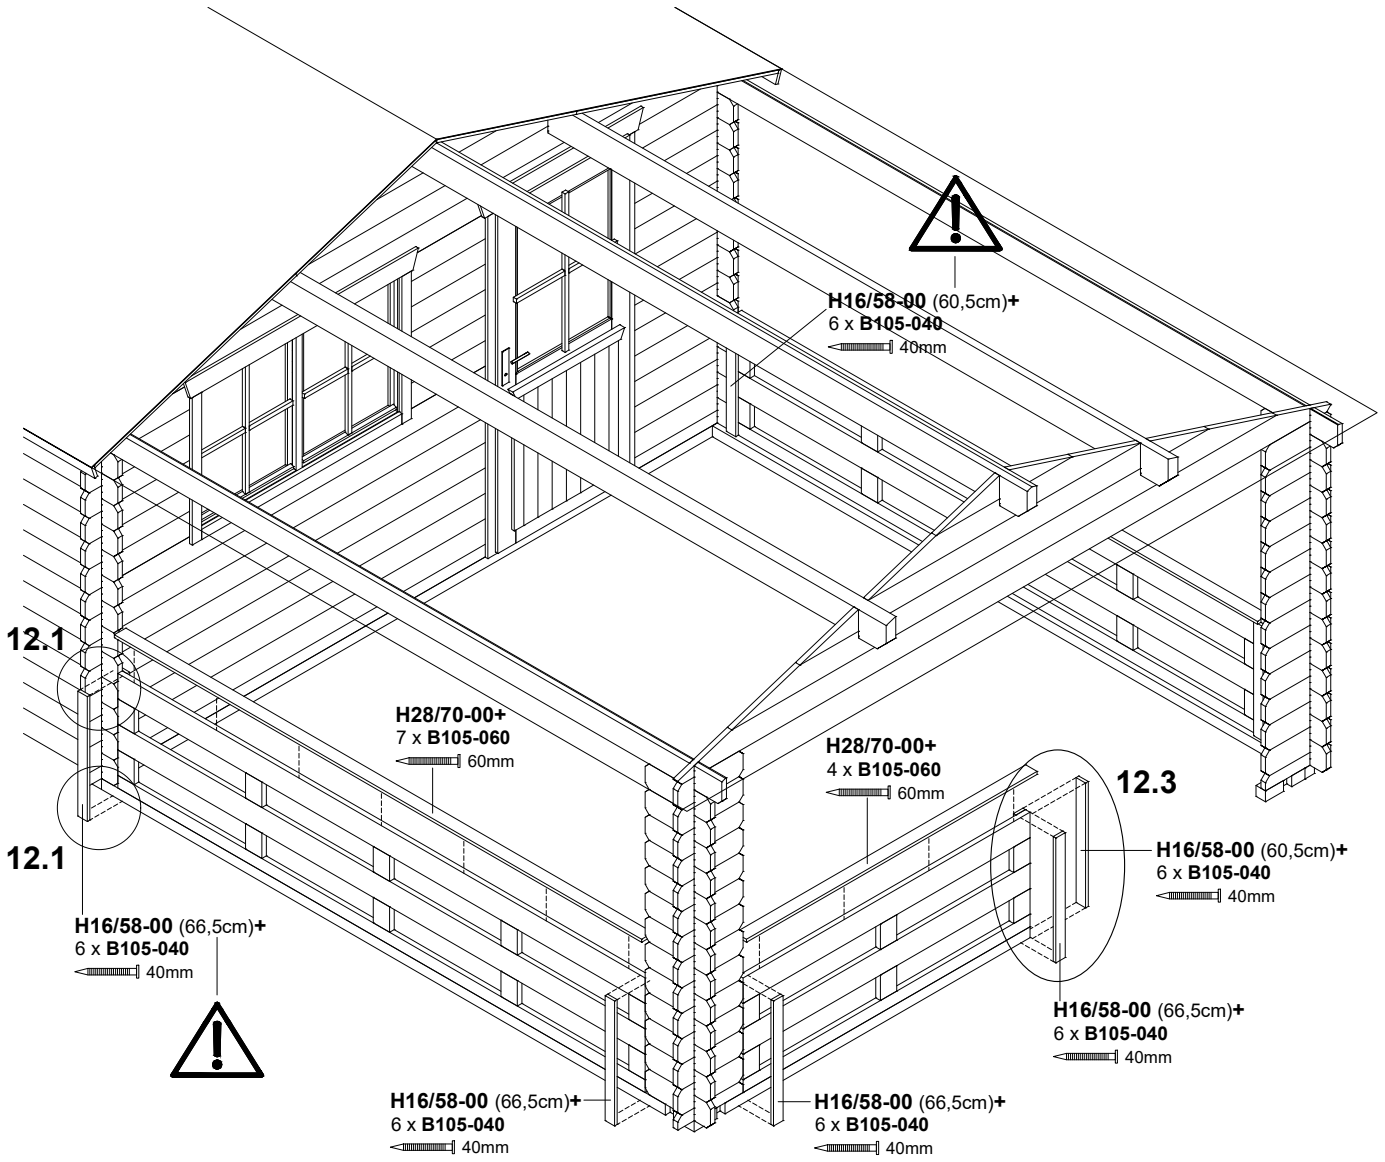 H16/58-00 (60,5cm)+
6 x B105-040
40mm
12.1
H28/70-00+
7 x B105-060
60mm
H28/70-00+
4 x B105-060
60mm
12.3
12.1
H16/58-00 (60,5cm)+
6 x B105-040
40mm
H16/58-00 (66,5cm)+
6 x B105-040
40mm
H16/58-00 (66,5cm)+
6 x B105-040
40mm
H16/58-00 (66,5cm)+
6 x B105-040
40mm
H16/58-00 (66,5cm)+
6 x B105-040
40mm